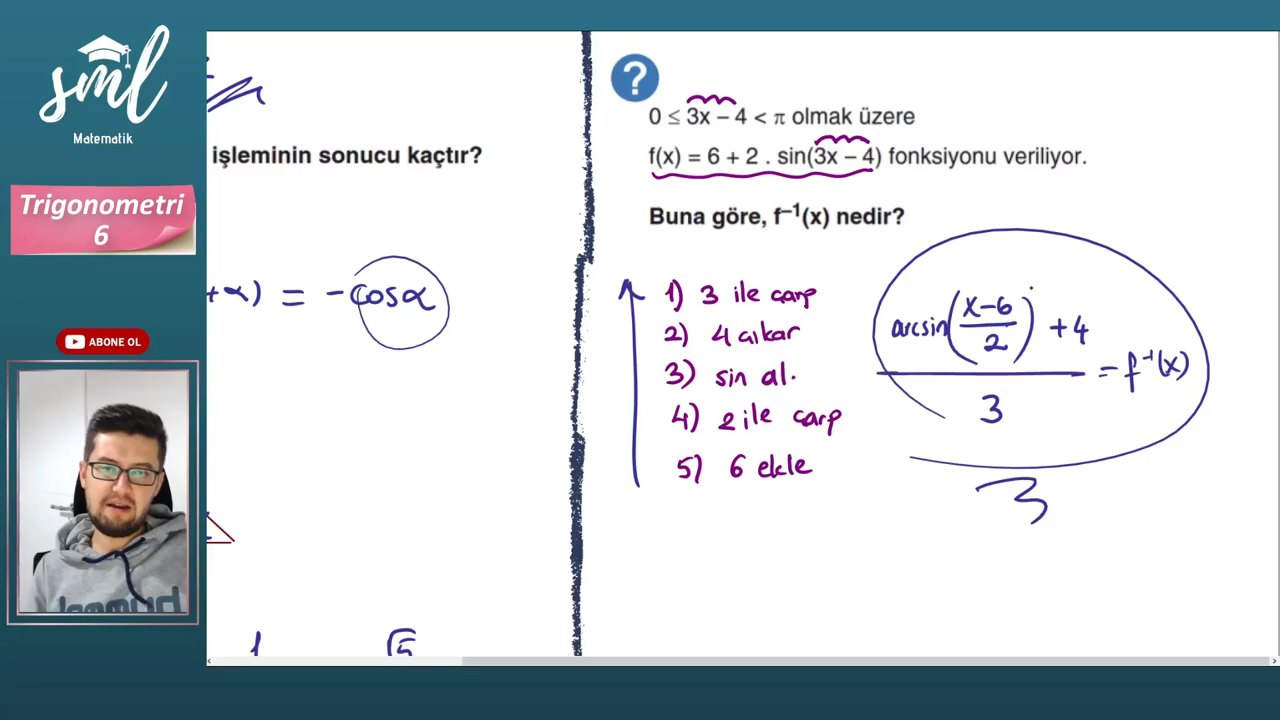 sml
Matematik
Trigonometri
6
ABONE OL
işleminin sonucu kaçtır?
+α) = -cosα
1
√5
?
0 ≤ 3x – 4 < π olmak üzere
f(x) = 6 + 2 . sin(3x – 4) fonksiyonu veriliyor.
Buna göre, f⁻¹(x) nedir?
1) 3 ile çarp
2) 4 çıkar
3) sin al.
4) 2 ile çarp
5) 6 ekle
arcsin(x-6/2) + 4
3
= f⁻¹(x)